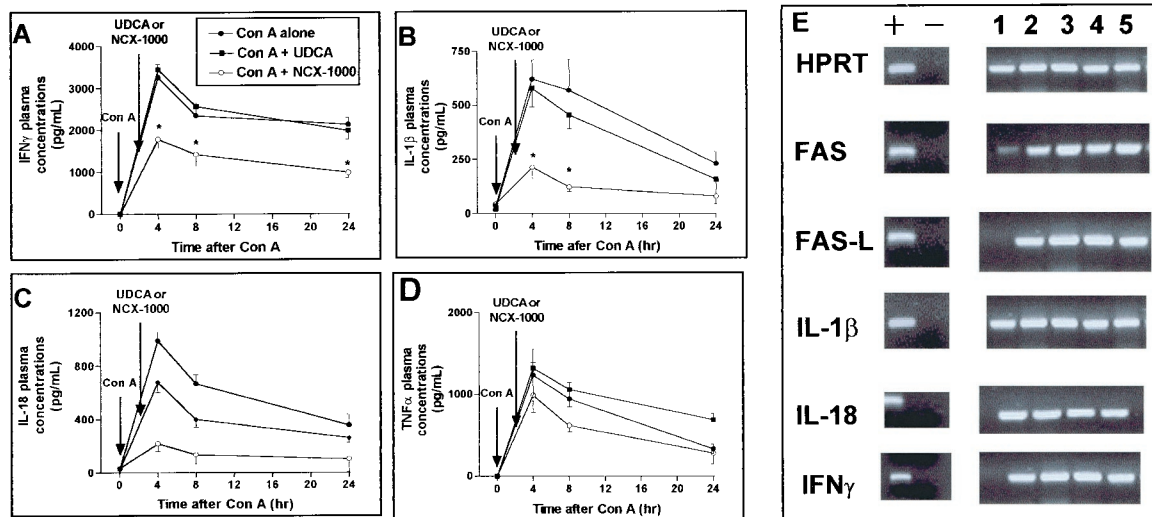 A
UDCA or
NCX-1000
Con A alone
Con A + UDCA
Con A + NCX-1000
4000
3000
2000
1000
0
IFNγ plasma
concentrations
(pg/mL)
Con A
*
*
*
0 4 8 12 16 20 24
Time after Con A (hr)
B
UDCA or
NCX-1000
750
500
250
0
IL-1β plasma
concentrations
(pg/mL)
Con A
*
*
0 4 8 12 16 20 24
Time after Con A (hr)
C
UDCA or
NCX-1000
1200
800
400
0
IL-18 plasma
concentrations
(pg/mL)
Con A
0 4 8 12 16 20 24
Time after Con A (hr)
D
UDCA or
NCX-1000
2000
1000
0
TNFα plasma
concentrations
(pg/mL)
Con A
0 4 8 12 16 20 24
Time after Con A (hr)
E
+ − 1 2 3 4 5
HPRT
FAS
FAS-L
IL-1β
IL-18
IFNγ